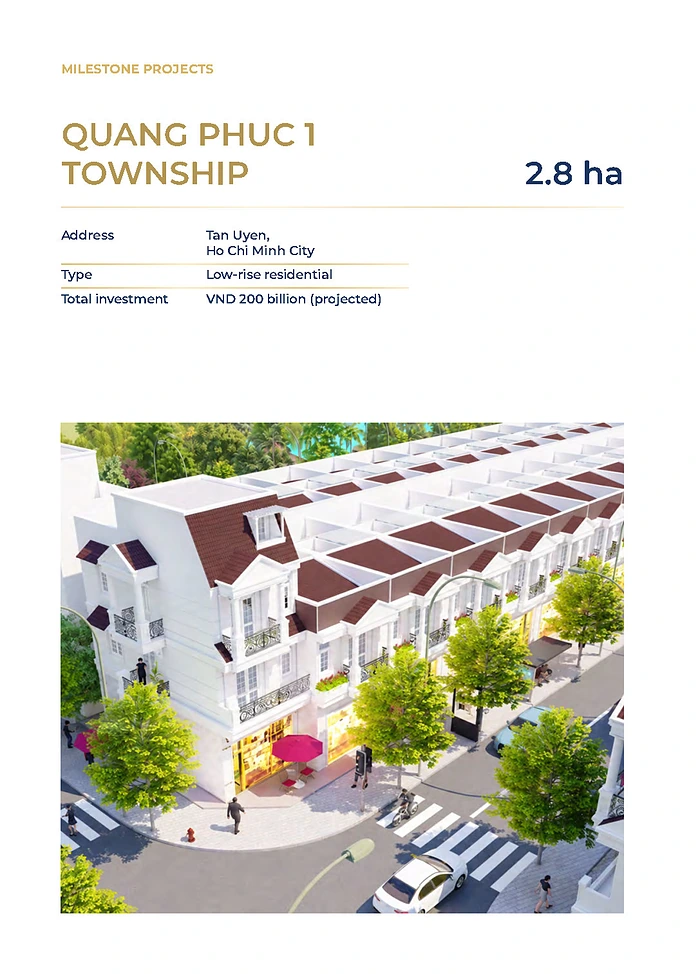 MILESTONE PROJECTS
QUANG PHUC 1
TOWNSHIP
2.8 ha
Address
Tan Uyen,
Ho Chi Minh City
Type
Low-rise residential
Total investment
VND 200 billion (projected)